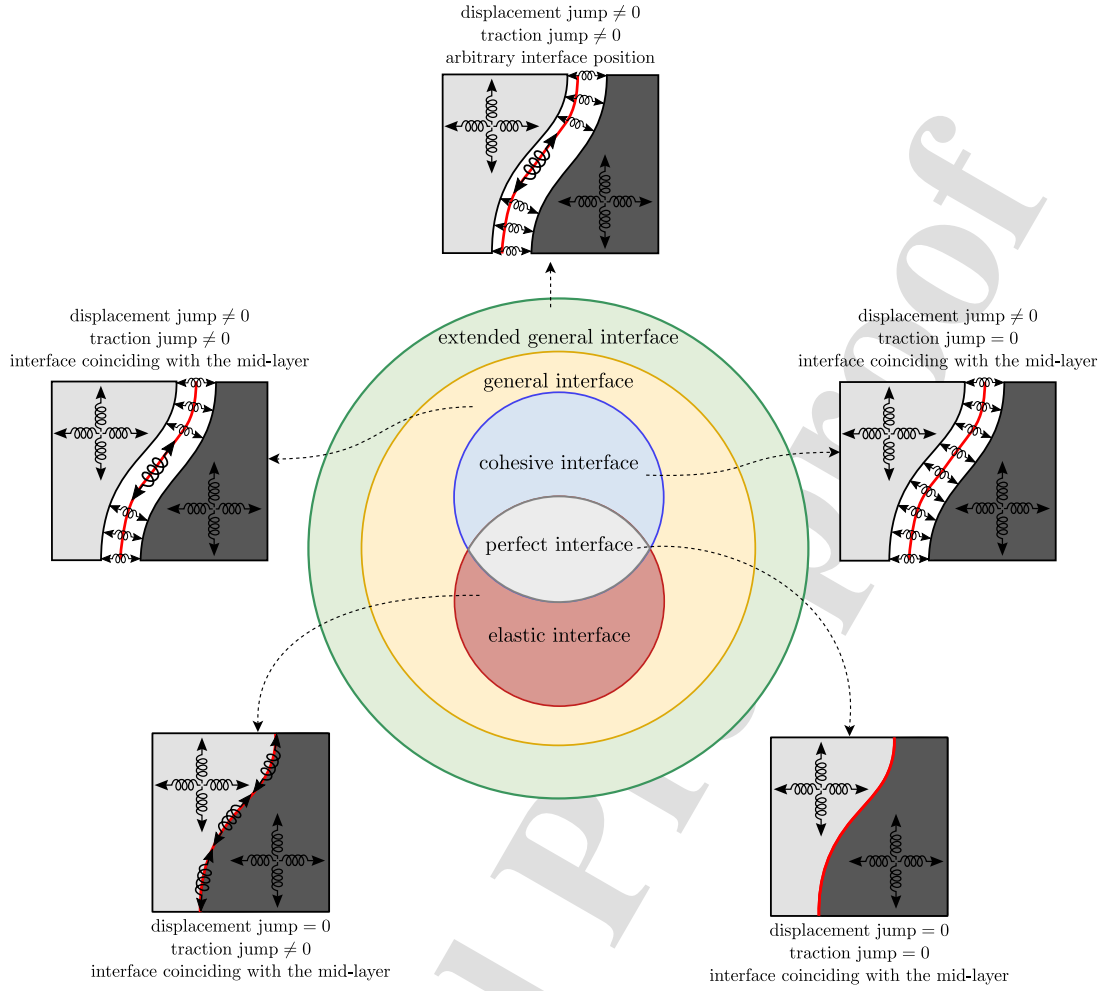 displacement jump ≠ 0
traction jump ≠ 0
arbitrary interface position
displacement jump ≠ 0
traction jump ≠ 0
interface coinciding with the mid-layer
displacement jump ≠ 0
traction jump = 0
interface coinciding with the mid-layer
extended general interface
general interface
cohesive interface
perfect interface
elastic interface
displacement jump = 0
traction jump ≠ 0
interface coinciding with the mid-layer
displacement jump = 0
traction jump = 0
interface coinciding with the mid-layer